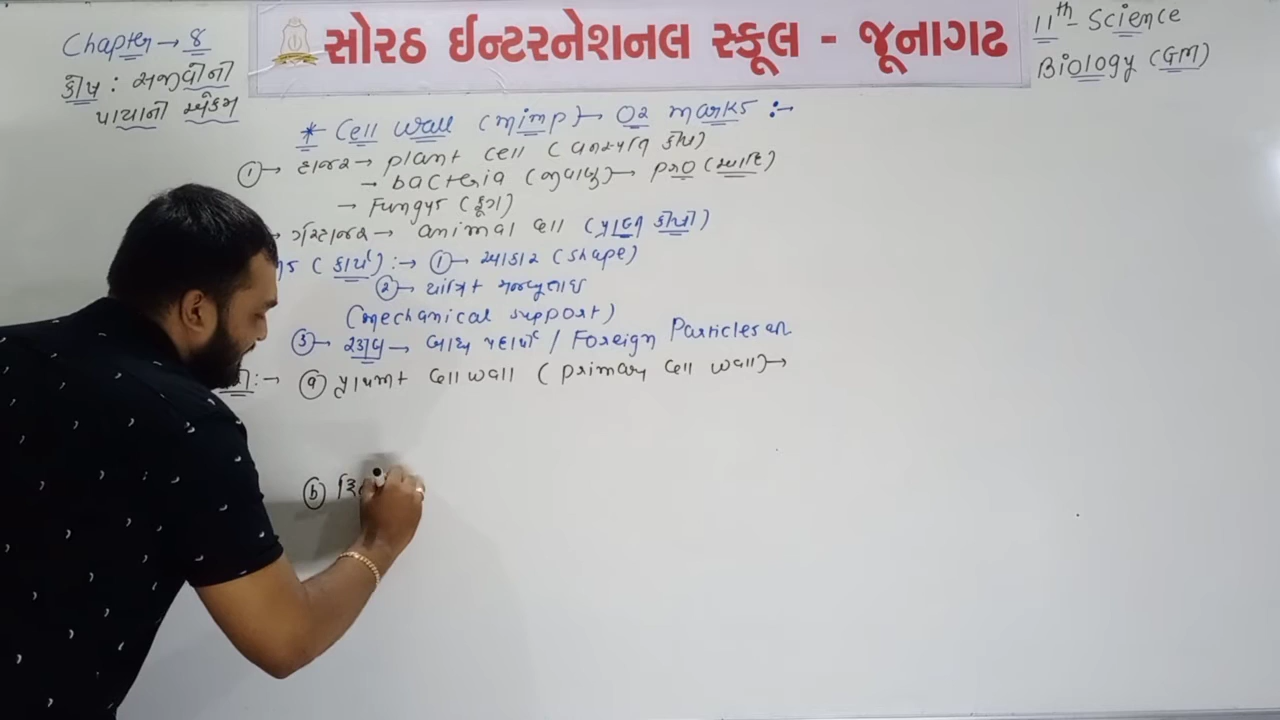 સોરઠ ઈન્ટરનેશનલ સ્કૂલ - જૂનાગઢ
Chapter → 8
કોષ : સજીવોનો
પાયાનો એકમ
11th - Science
Biology (GM)
* Cell wall (mimp) → 02 marks :-
① → હાજર → plant cell (વનસ્પતિ કોષ)
→ bacteria (જીવાણુ) → pro (આદિ)
→ Fungus (ફૂગ)
→ ગેરહાજર → animal cell (પ્રાણી કોષો)
(કાર્ય) :→ ① → આકાર (shape)
② → યાંત્રિક મજબુતાઇ
(mechanical support)
③ → રક્ષણ → બાહ્ય પદાર્થ / Foreign Particles
:→ ⓐ પ્રાથમિક cell wall (primary cell wall) →
ⓑ